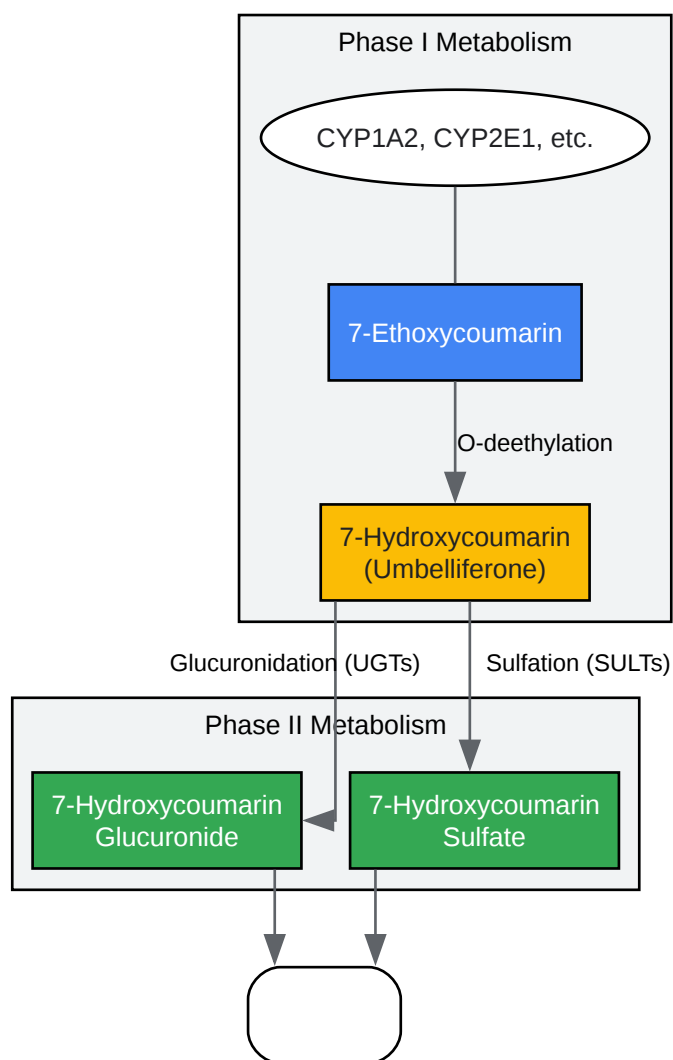 Phase I Metabolism
CYP1A2, CYP2E1, etc.
7-Ethoxycoumarin
O-deethylation
7-Hydroxycoumarin
(Umbelliferone)
Glucuronidation (UGTs)
Sulfation (SULTs)
Phase II Metabolism
7-Hydroxycoumarin
Glucuronide
7-Hydroxycoumarin
Sulfate